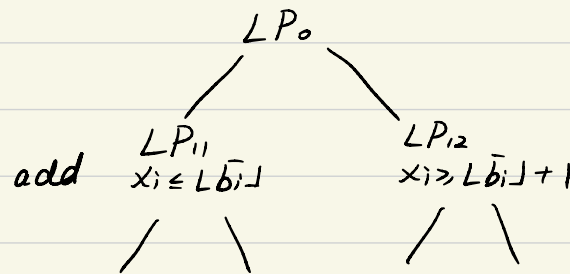 LP₀
LP₁₁ LP₁₂
add xᵢ ≤ ⌊b̄ᵢ⌋ xᵢ ≥ ⌊b̄ᵢ⌋ + 1